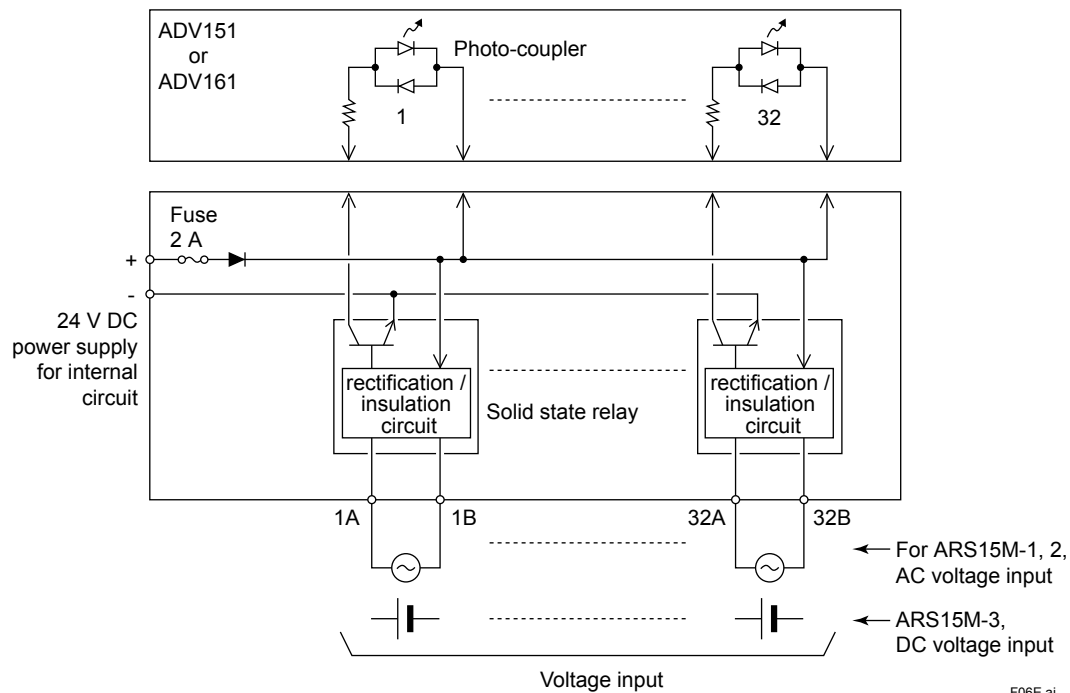 ADV151
or
ADV161
Photo-coupler
1
32
Fuse
2 A
+
-
24 V DC
power supply
for internal
circuit
rectification /
insulation
circuit
Solid state relay
rectification /
insulation
circuit
1A
1B
32A
32B
For ARS15M-1, 2,
AC voltage input
ARS15M-3,
DC voltage input
Voltage input
F06E.ai